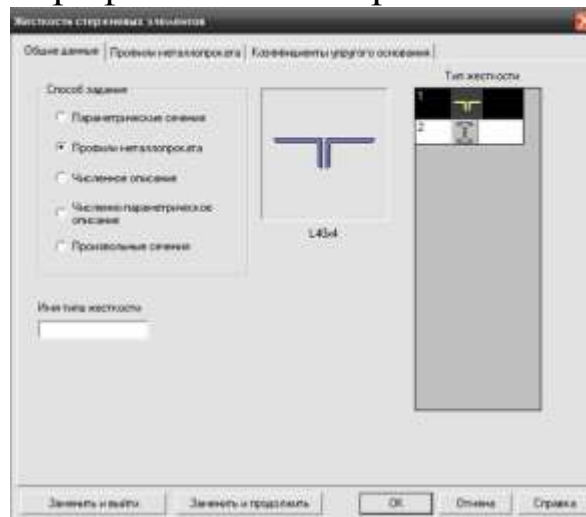 Жесткости стержневых элементов
Общие данные Профили металлопроката Коэффициенты упругого основания
Способ задания
Параметрические сечения
Профили металлопроката
Численное описание
Численно-параметрическое
описание
Произвольные сечения
L43x4
Тип жесткости
1
2
Имя типа жесткости
Заменить и выйти Заменить и продолжить OK Отмена Справка